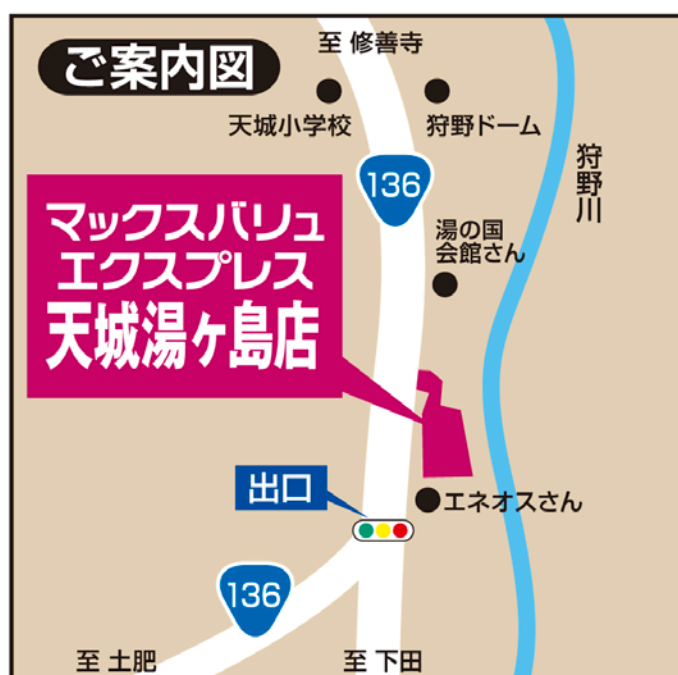 ご案内図
至 修善寺
天城小学校
狩野ドーム
136
狩野川
マックスバリュ
エクスプレス
天城湯ヶ島店
湯の国
会館さん
出口
エネオスさん
136
至 土肥
至 下田